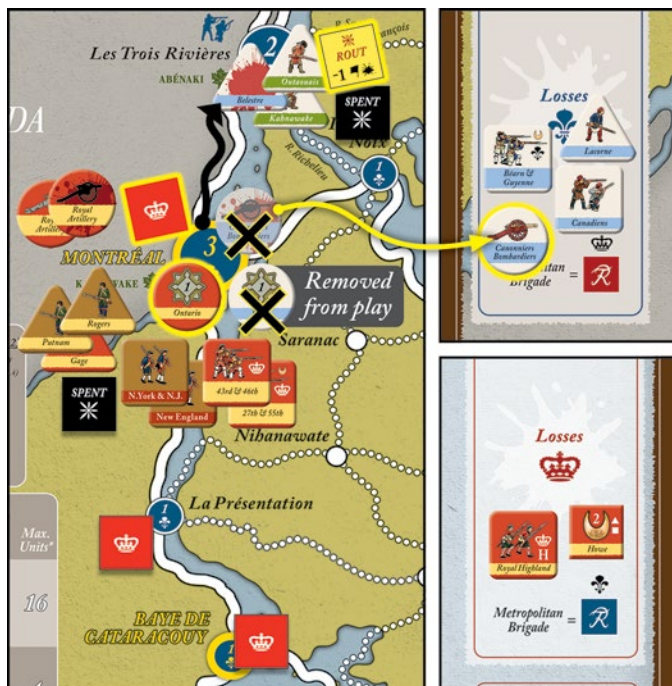 Les Trois Rivières
ABÉNAKI
2
Outaouais
ROUT
-1
Belestre
Kahnawake
SPENT
Noix
R. Richelieu
DA
1
Royal
Artillery
MONTRÉAL
3
Ontario
1
1
Removed
from play
Saranac
Rogers
Putnam
Gage
SPENT
N.York & N.J.
New England
43rd & 46th
27th & 55th
Nihanawate
La Présentation
1
Max.
Units*
16
BAYE DE
CATARACOUY
1
Losses
Lacorne
Béarn &
Guyenne
Canadiens
Canonniers
Bombardiers
Brigade =
R
Losses
Royal Highland
H
2
Howe
Metropolitan
Brigade =
R